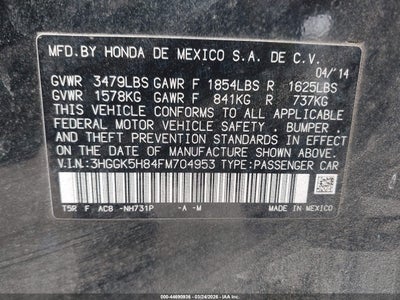 MFD.BY HONDA DE MEXICO S.A. DE C.V.
04/'14
GVWR 3479LBS GAWR F 1854LBS R 1625LBS
GVWR 1578KG GAWR F 841KG R 737KG
THIS VEHICLE CONFORMS TO ALL APPLICABLE
FEDERAL MOTOR VEHICLE SAFETY, BUMPER,
AND THEFT PREVENTION STANDARDS IN EFFECT
ON THE DATE OF MANUFACTURE SHOWN ABOVE.
V.I.N.:3HGGK5H84FM704953 TYPE:PASSENGER CAR
T5R F AC8 -NH731P -A -M MADE IN MEXICO
STOCK ID: 44690936 - 03/24/2026 - IAA Inc.